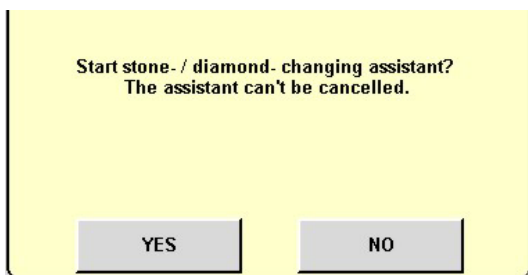 Start stone- / diamond- changing assistant?
The assistant can't be cancelled.
YES
NO